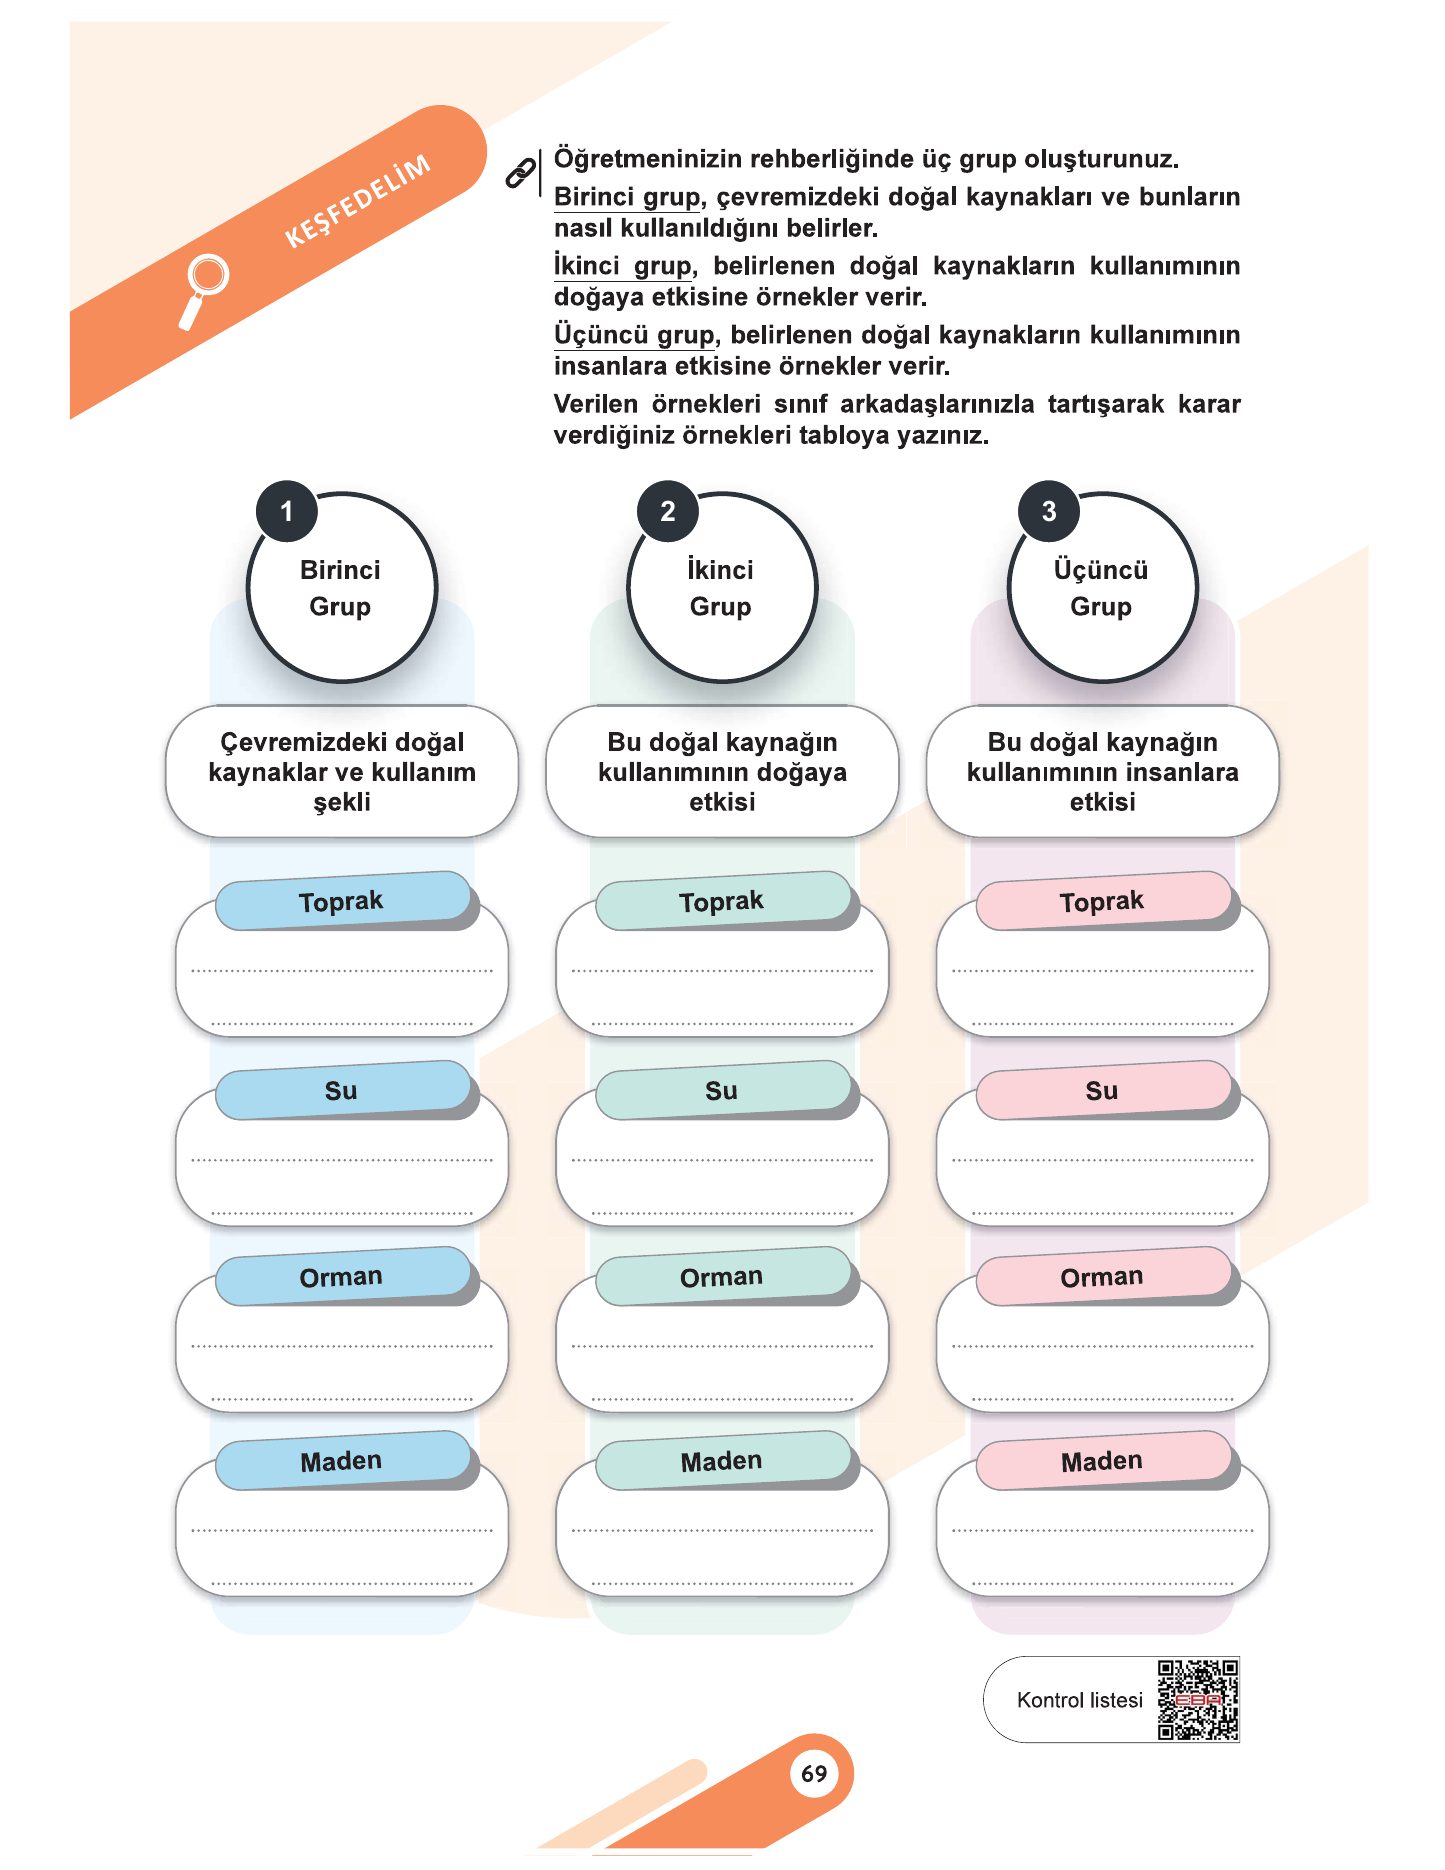 KEŞFEDELİM
Öğretmeninizin rehberliğinde üç grup oluşturunuz.
Birinci grup, çevremizdeki doğal kaynakları ve bunların
nasıl kullanıldığını belirler.
İkinci grup, belirlenen doğal kaynakların kullanımının
doğaya etkisine örnekler verir.
Üçüncü grup, belirlenen doğal kaynakların kullanımının
insanlara etkisine örnekler verir.
Verilen örnekleri sınıf arkadaşlarınızla tartışarak karar
verdiğiniz örnekleri tabloya yazınız.
1
Birinci
Grup
Çevremizdeki doğal
kaynaklar ve kullanım
şekli
Toprak
Su
Orman
Maden
2
İkinci
Grup
Bu doğal kaynağın
kullanımının doğaya
etkisi
Toprak
Su
Orman
Maden
3
Üçüncü
Grup
Bu doğal kaynağın
kullanımının insanlara
etkisi
Toprak
Su
Orman
Maden
Kontrol listesi
EBA
69